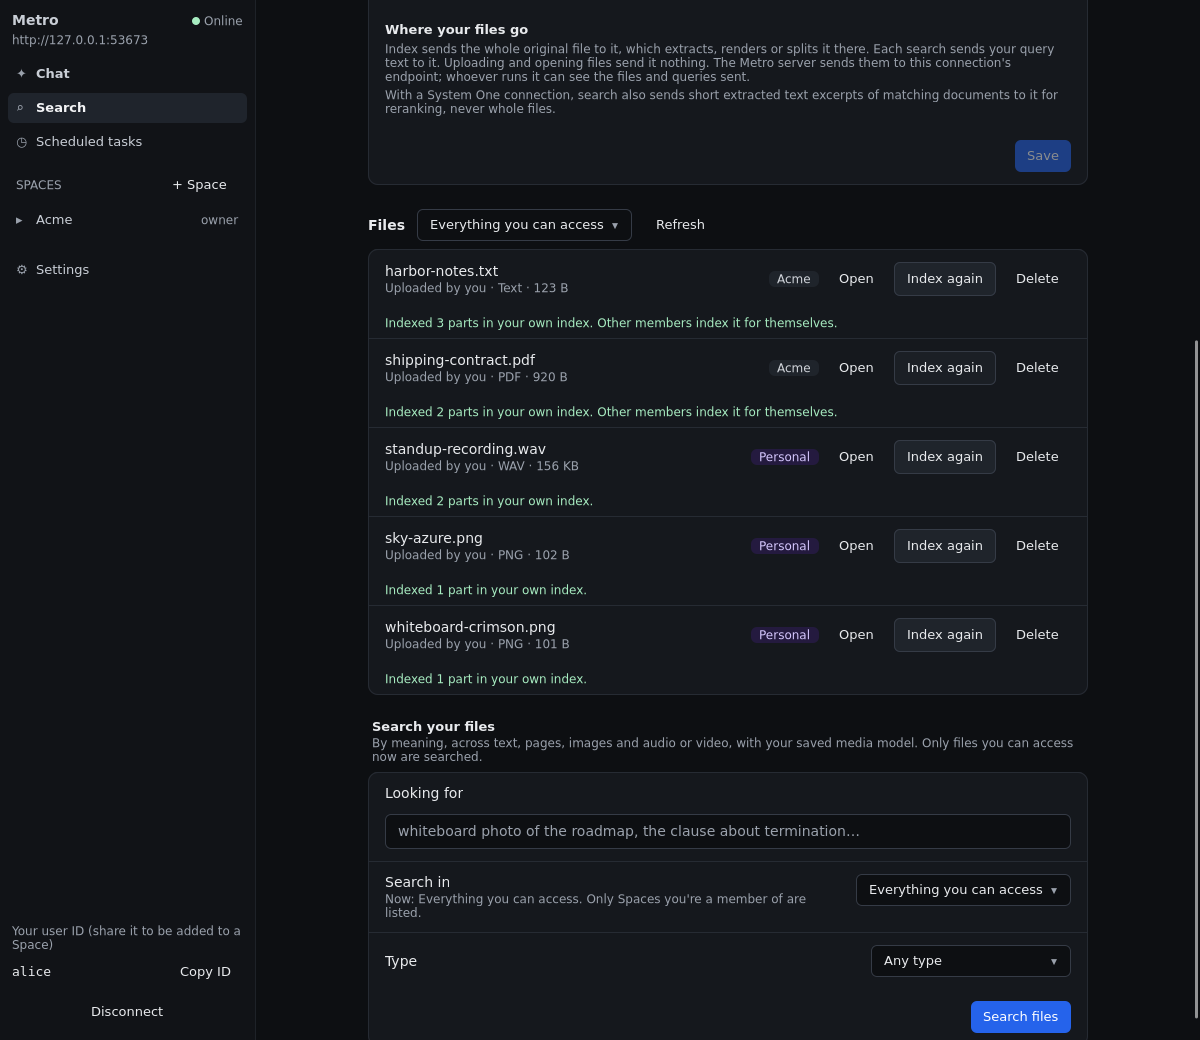 Metro
Online
http://127.0.0.1:53673
Chat
Search
Scheduled tasks
SPACES
+ Space
Acme
owner
Settings
Your user ID (share it to be added to a
Space)
alice
Copy ID
Disconnect
Where your files go
Index sends the whole original file to it, which extracts, renders or splits it there. Each search sends your query
text to it. Uploading and opening files send it nothing. The Metro server sends them to this connection's
endpoint; whoever runs it can see the files and queries sent.
With a System One connection, search also sends short extracted text excerpts of matching documents to it for
reranking, never whole files.
Save
Files
Everything you can access
Refresh
harbor-notes.txt
Uploaded by you · Text · 123 B
Acme
Open
Index again
Delete
Indexed 3 parts in your own index. Other members index it for themselves.
shipping-contract.pdf
Uploaded by you · PDF · 920 B
Acme
Open
Index again
Delete
Indexed 2 parts in your own index. Other members index it for themselves.
standup-recording.wav
Uploaded by you · WAV · 156 KB
Personal
Open
Index again
Delete
Indexed 2 parts in your own index.
sky-azure.png
Uploaded by you · PNG · 102 B
Personal
Open
Index again
Delete
Indexed 1 part in your own index.
whiteboard-crimson.png
Uploaded by you · PNG · 101 B
Personal
Open
Index again
Delete
Indexed 1 part in your own index.
Search your files
By meaning, across text, pages, images and audio or video, with your saved media model. Only files you can access
now are searched.
Looking for
whiteboard photo of the roadmap, the clause about termination…
Search in
Now: Everything you can access. Only Spaces you're a member of are
listed.
Everything you can access
Type
Any type
Search files